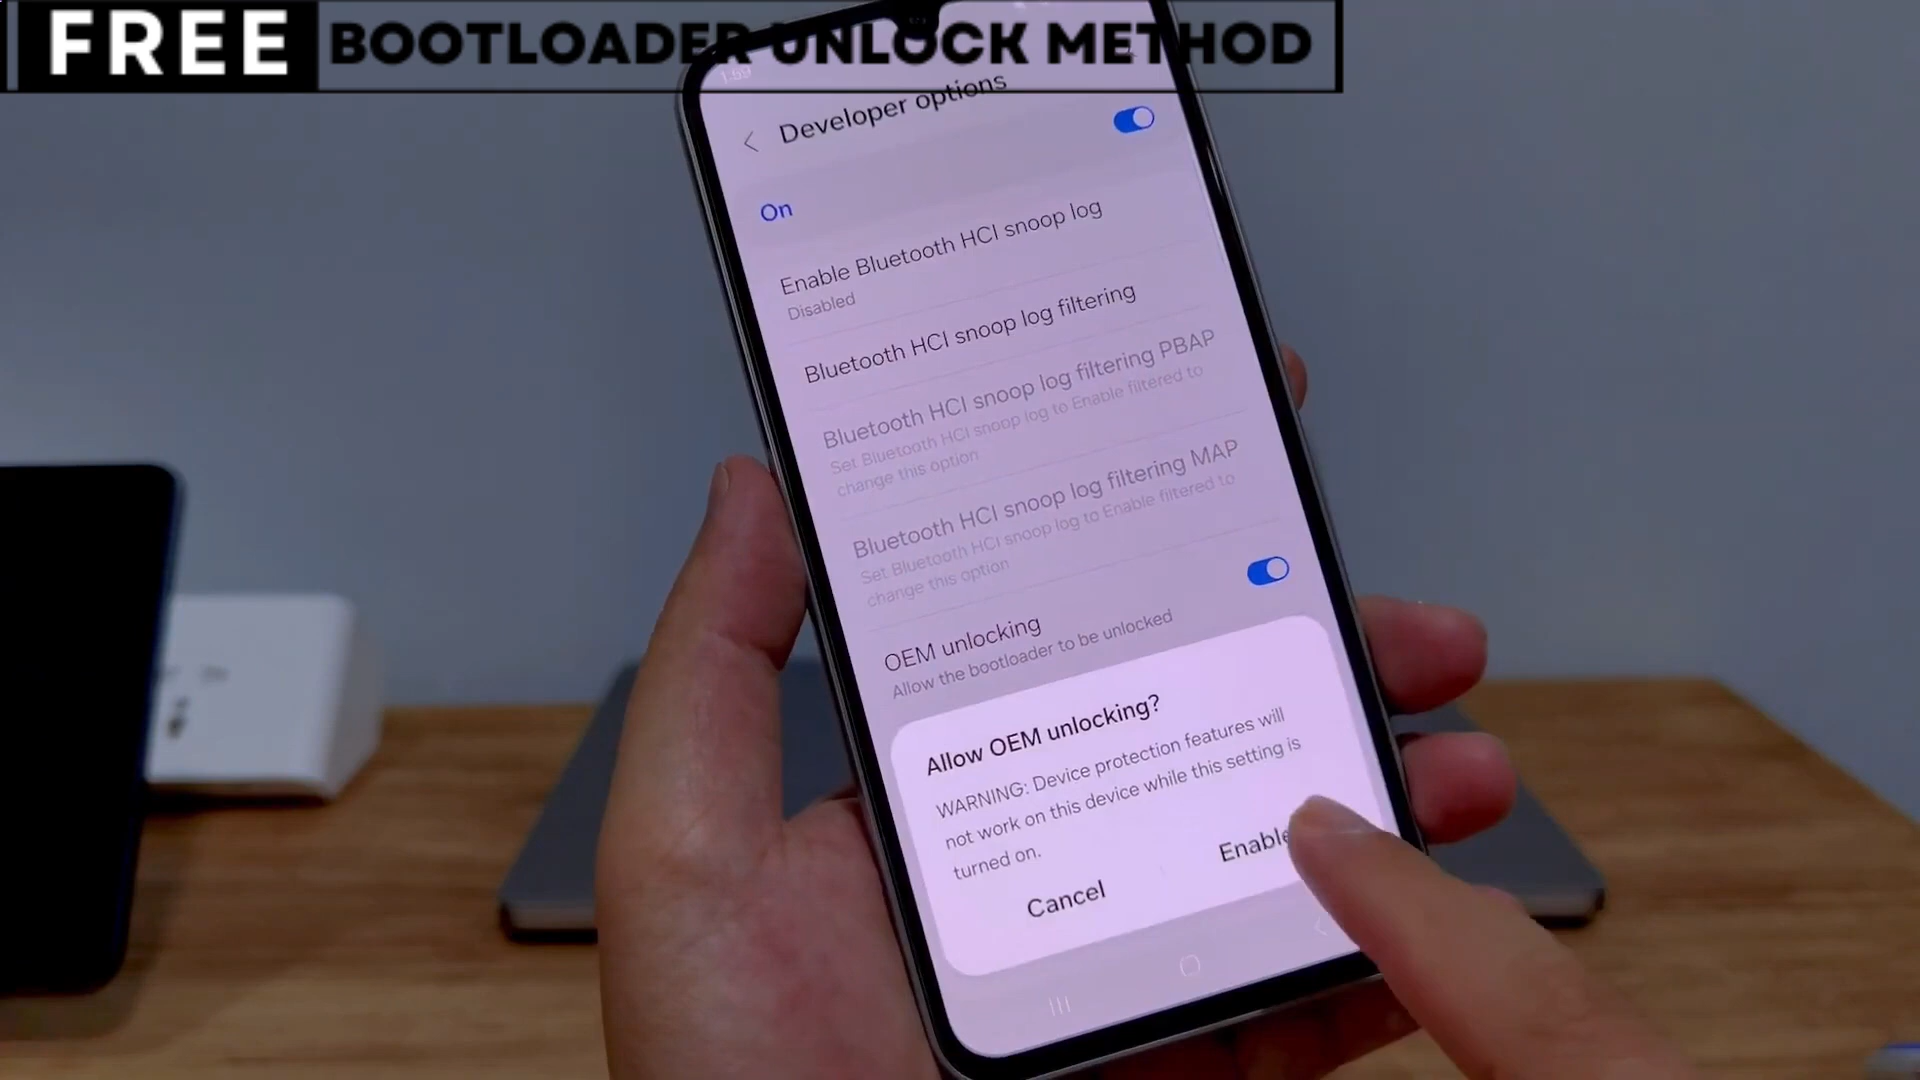 FREE BOOTLOADER UNLOCK METHOD
1:59
Developer options
On
Enable Bluetooth HCI snoop log
Disabled
Bluetooth HCI snoop log filtering
Bluetooth HCI snoop log filtering PBAP
Set Bluetooth HCI snoop log to Enable filtered to
change this option
Bluetooth HCI snoop log filtering MAP
Set Bluetooth HCI snoop log to Enable filtered to
change this option
OEM unlocking
Allow the bootloader to be unlocked
Allow OEM unlocking?
WARNING: Device protection features will
not work on this device while this setting is
turned on.
Cancel
Enable